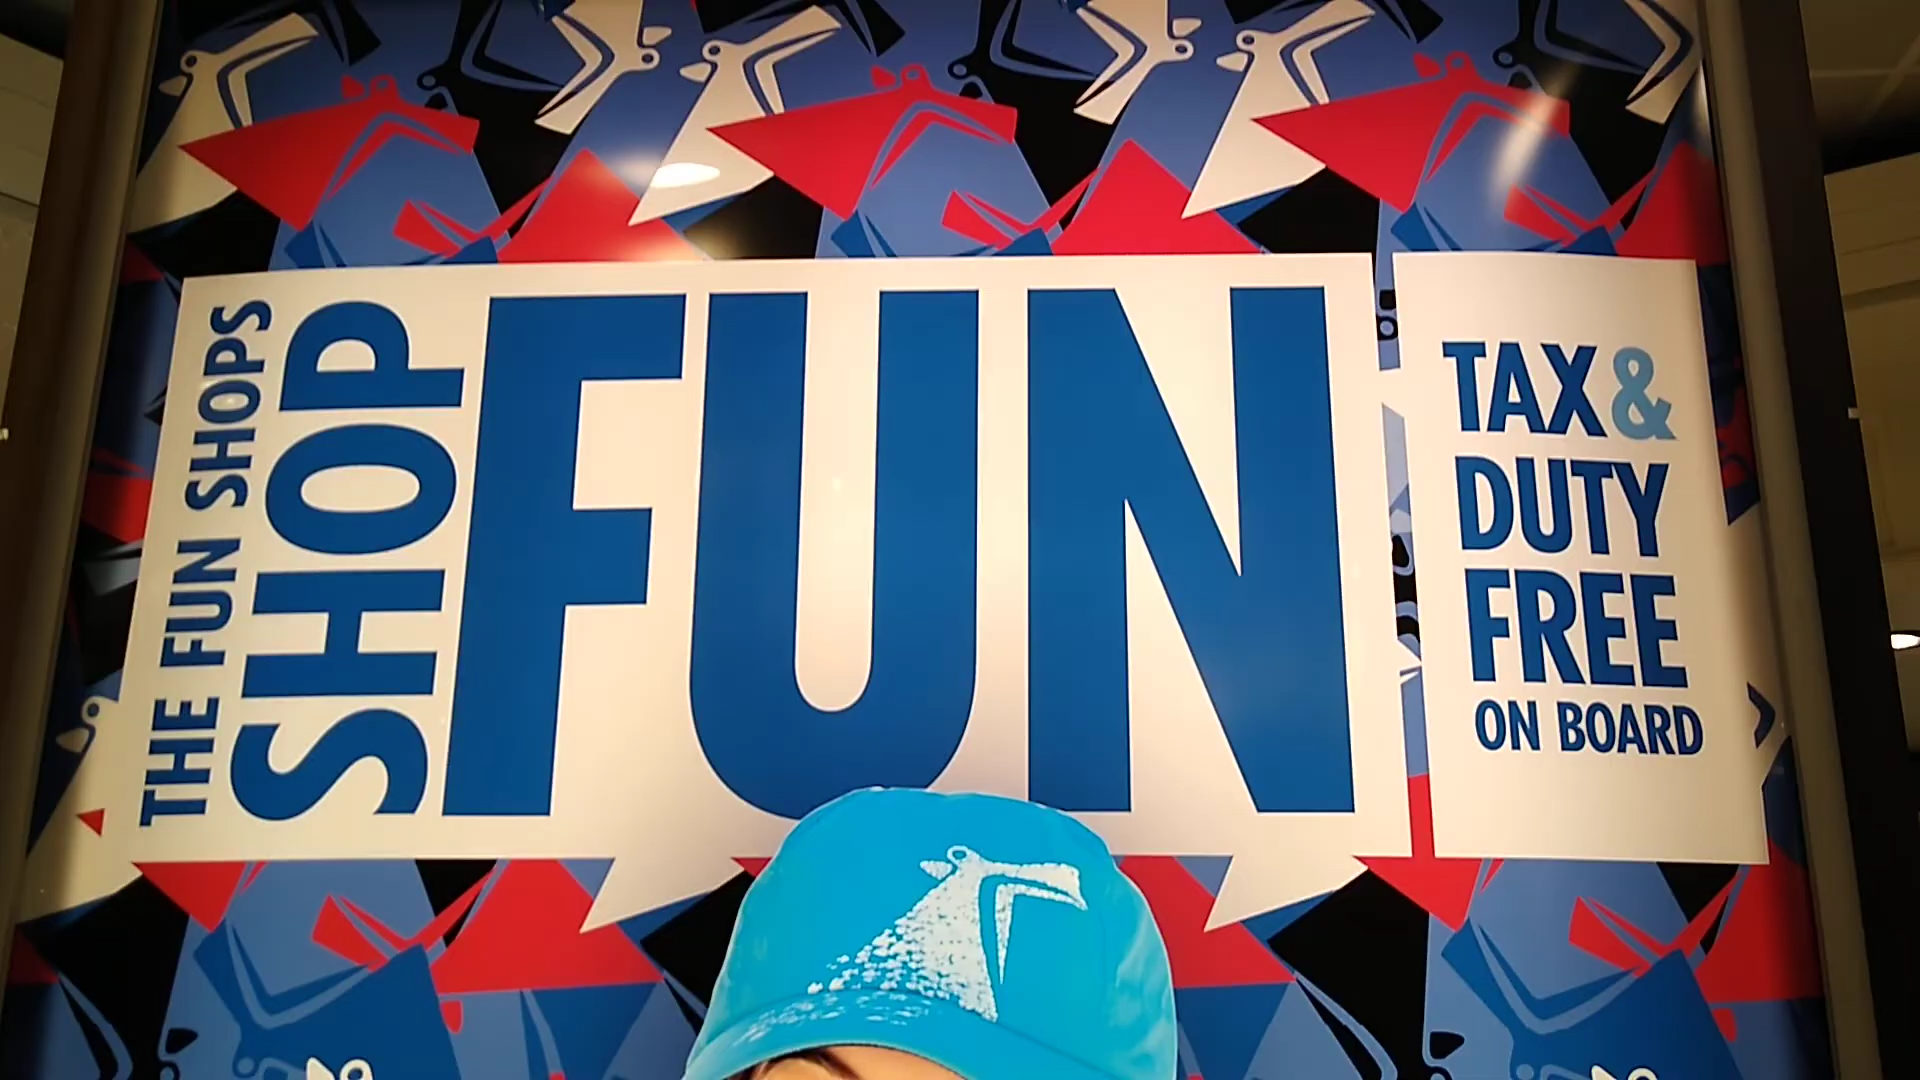 THE FUN SHOPS
SHOP
FUN
TAX &
DUTY
FREE
ON BOARD